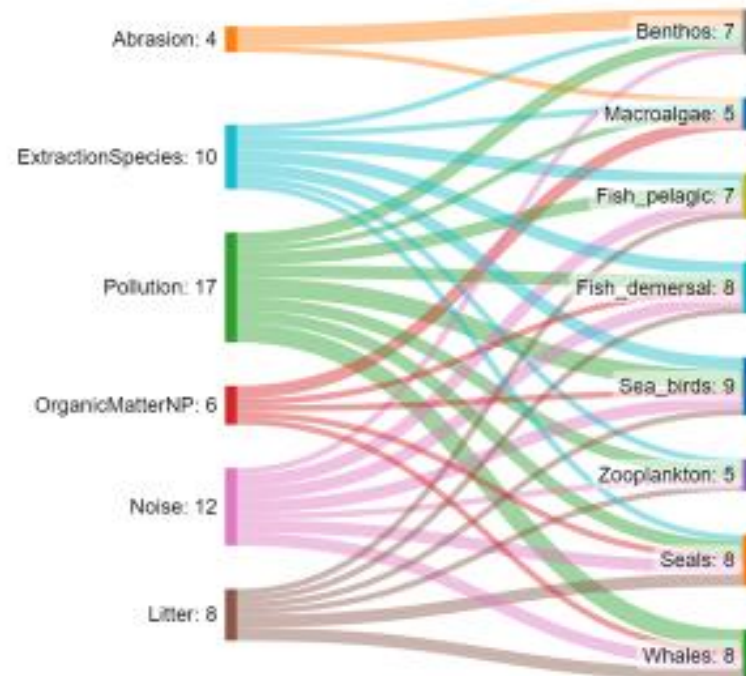 Abrasion: 4
ExtractionSpecies: 10
Pollution: 17
OrganicMatterNP: 6
Noise: 12
Litter: 8
Benthos: 7
Macroalgae: 5
Fish_pelagic: 7
Fish_demersal: 8
Sea_birds: 9
Zooplankton: 5
Seals: 8
Whales: 8